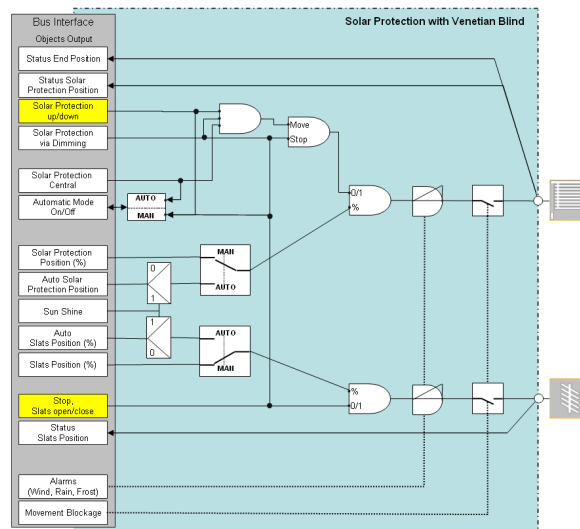 Bus Interface
Objects Output
Solar Protection with Venetian Blind
Status End Position
Status Solar
Protection Position
Solar Protection
up/down
Solar Protection
via Dimming
Move
Stop
Solar Protection
Central
Automatic Mode
On/Off
AUTO
MAN
0/1
%
Solar Protection
Position (%)
Auto Solar
Protection Position
0
1
MAN
AUTO
Sun Shine
Auto
Slats Position (%)
Slats Position (%)
1
0
AUTO
MAN
Stop,
Slats open/close
%
0/1
Status
Slats Position
Alarms
(Wind, Rain, Frost)
Movement Blockage